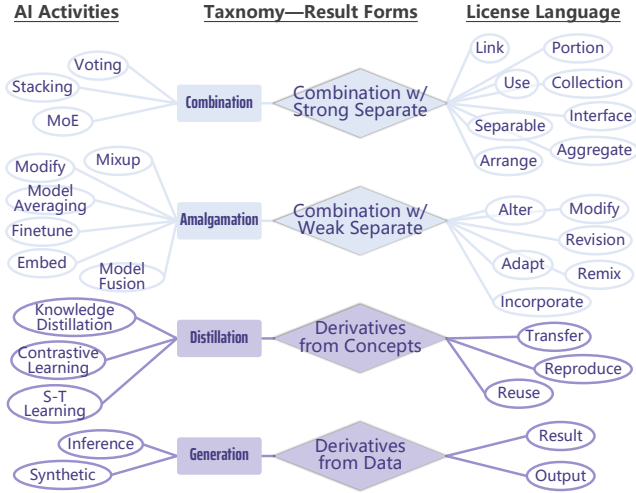 AI Activities
Taxnomy—Result Forms
License Language
Voting
Stacking
MoE
Combination
Combination w/
Strong Separate
Link
Portion
Use
Collection
Interface
Separable
Aggregate
Arrange
Mixup
Modify
Model
Averaging
Finetune
Embed
Model
Fusion
Amalgamation
Combination w/
Weak Separate
Alter
Modify
Revision
Adapt
Remix
Incorporate
Knowledge
Distillation
Contrastive
Learning
S-T
Learning
Distillation
Derivatives
from Concepts
Transfer
Reproduce
Reuse
Inference
Synthetic
Generation
Derivatives
from Data
Result
Output